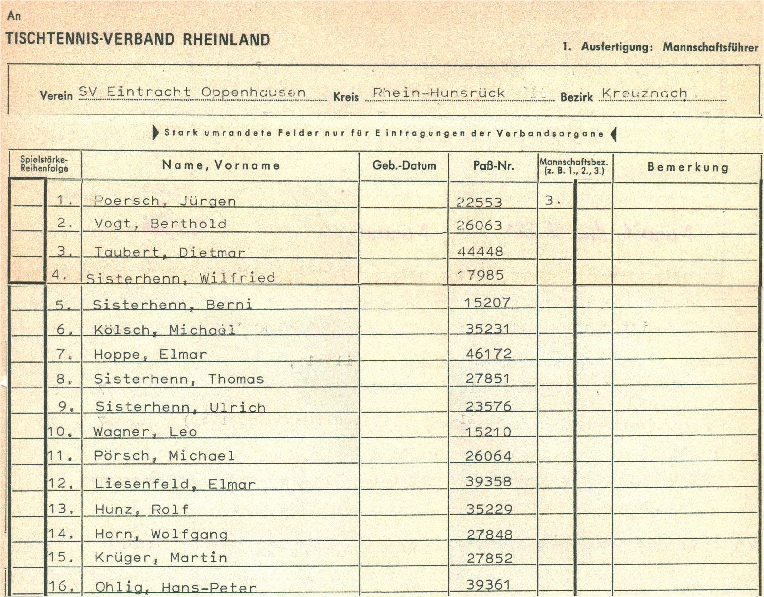 An
TISCHTENNIS-VERBAND RHEINLAND
1. Ausfertigung: Mannschaftsführer
Verein SV Eintracht Oppenhausen Kreis Rhein-Hunsrück Bezirk Kreuznach
Stark umrandete Felder nur für Eintragungen der Verbandsorgane
Spielstärke-Reihenfolge Name, Vorname Geb.-Datum Paß-Nr. Mannschaftsbez. (z. B. 1., 2., 3.) Bemerkung
1. Poersch, Jürgen 22553 3.
2. Vogt, Berthold 26063
3. Taubert, Dietmar 44448
4. Sisterhenn, Wilfried 17985
5. Sisterhenn, Berni 15207
6. Kölsch, Michael 35231
7. Hoppe, Elmar 46172
8. Sisterhenn, Thomas 27851
9. Sisterhenn, Ulrich 23576
10. Wagner, Leo 15210
11. Pörsch, Michael 26064
12. Liesenfeld, Elmar 39358
13. Hunz, Rolf 35229
14. Horn, Wolfgang 27848
15. Krüger, Martin 27852
16. Ohlig, Hans-Peter 39361